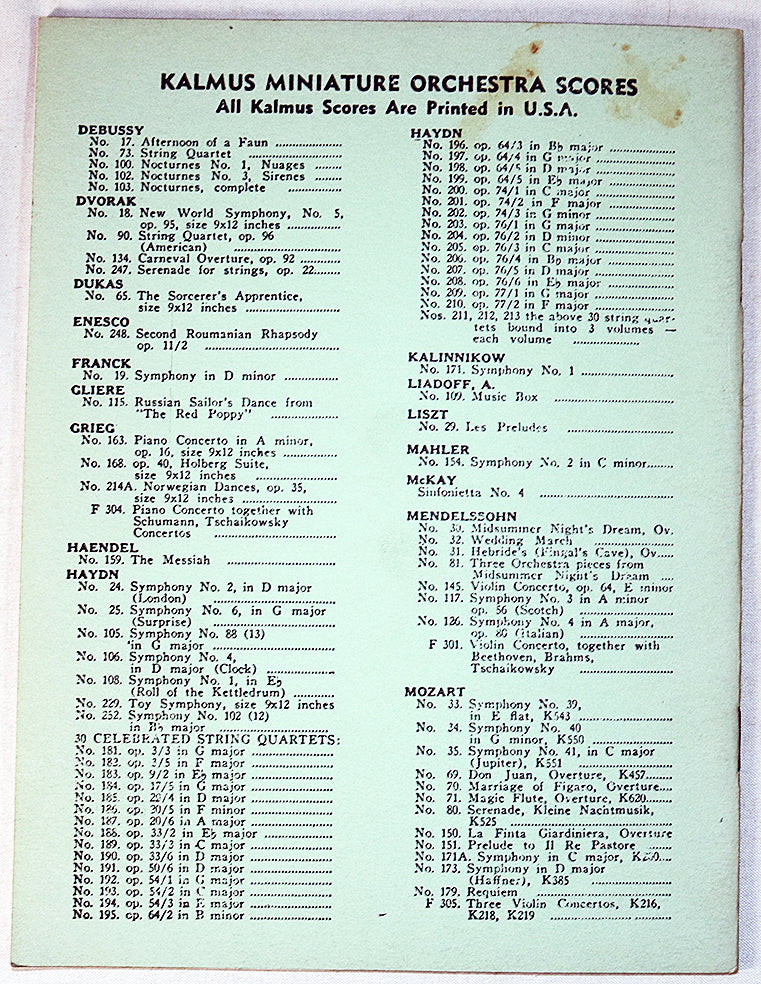 KALMUS MINIATURE ORCHESTRA SCORES
All Kalmus Scores Are Printed in U.S.A.
DEBUSSY
No. 17. Afternoon of a Faun
No. 73. String Quartet
No. 100. Nocturnes No. 1, Nuages
No. 102. Nocturnes No. 3, Sirenes
No. 103. Nocturnes, complete
DVORAK
No. 18. New World Symphony, No. 5,
op. 95, size 9x12 inches
No. 90. String Quartet, op. 96
(American)
No. 134. Carneval Overture, op. 92
No. 247. Serenade for strings, op. 22
DUKAS
No. 65. The Sorcerer's Apprentice,
size 9x12 inches
ENESCO
No. 248. Second Roumanian Rhapsody
op. 11/2
FRANCK
No. 19. Symphony in D minor
GLIERE
No. 115. Russian Sailor's Dance from
"The Red Poppy"
GRIEG
No. 163. Piano Concerto in A minor,
op. 16, size 9x12 inches
No. 168. op. 40, Holberg Suite,
size 9x12 inches
No. 214A. Norwegian Dances, op. 35,
size 9x12 inches
F 304. Piano Concerto together with
Schumann, Tschaikowsky
Concertos
HAENDEL
No. 159. The Messiah
HAYDN
No. 24. Symphony No. 2, in D major
(London)
No. 25. Symphony No. 6, in G major
(Surprise)
No. 105. Symphony No. 88 (13)
in G major
No. 106. Symphony No. 4,
in D major (Clock)
No. 108. Symphony No. 1, in E♭
(Roll of the Kettledrum)
No. 229. Toy Symphony, size 9x12 inches
No. 252. Symphony No. 102 (12)
in B♭ major
30 CELEBRATED STRING QUARTETS:
No. 181. op. 3/3 in G major
No. 182. op. 3/5 in F major
No. 183. op. 9/2 in E♭ major
No. 184. op. 17/5 in G major
No. 185. op. 20/4 in D major
No. 186. op. 20/5 in F minor
No. 187. op. 20/6 in A major
No. 188. op. 33/2 in E♭ major
No. 189. op. 33/3 in C major
No. 190. op. 33/6 in D major
No. 191. op. 50/6 in D major
No. 192. op. 54/1 in G major
No. 193. op. 54/2 in C major
No. 194. op. 54/3 in E major
No. 195. op. 64/2 in B minor
HAYDN
No. 196. op. 64/3 in B♭ major
No. 197. op. 64/4 in G major
No. 198. op. 64/5 in D major
No. 199. op. 64/5 in E♭ major
No. 200. op. 74/1 in C major
No. 201. op. 74/2 in F major
No. 202. op. 74/3 in G minor
No. 203. op. 76/1 in G major
No. 204. op. 76/2 in D minor
No. 205. op. 76/3 in C major
No. 206. op. 76/4 in B♭ major
No. 207. op. 76/5 in D major
No. 208. op. 76/6 in E♭ major
No. 209. op. 77/1 in G major
No. 210. op. 77/2 in F major
Nos. 211, 212, 213 the above 30 string quar-
tets bound into 3 volumes —
each volume
KALINNIKOW
No. 171. Symphony No. 1
LIADOFF, A.
No. 109. Music Box
LISZT
No. 29. Les Preludes
MAHLER
No. 154. Symphony No. 2 in C minor
McKAY
Sinfonietta No. 4
MENDELSSOHN
No. 30. Midsummer Night's Dream, Ov.
No. 32. Wedding March
No. 31. Hebride's (Fingal's Cave), Ov.
No. 81. Three Orchestra pieces from
Midsummer Night's Dream
No. 145. Violin Concerto, op. 64, E minor
No. 117. Symphony No. 3 in A minor
op. 56 (Scotch)
No. 126. Symphony No. 4 in A major,
op. 80 (Italian)
F 301. Violin Concerto, together with
Beethoven, Brahms,
Tschaikowsky
MOZART
No. 33. Symphony No. 39,
in E flat, K543
No. 34. Symphony No. 40
in G minor, K550
No. 35. Symphony No. 41, in C major
(Jupiter), K551
No. 69. Don Juan, Overture, K457
No. 70. Marriage of Figaro, Overture
No. 71. Magic Flute, Overture, K620
No. 80. Serenade, Kleine Nachtmusik,
K525
No. 150. La Finta Giardiniera, Overture
No. 151. Prelude to Il Re Pastore
No. 171A. Symphony in C major,
No. 173. Symphony in D major
(Haffner), K385
No. 179. Requiem
F 305. Three Violin Concertos, K216,
K218, K219